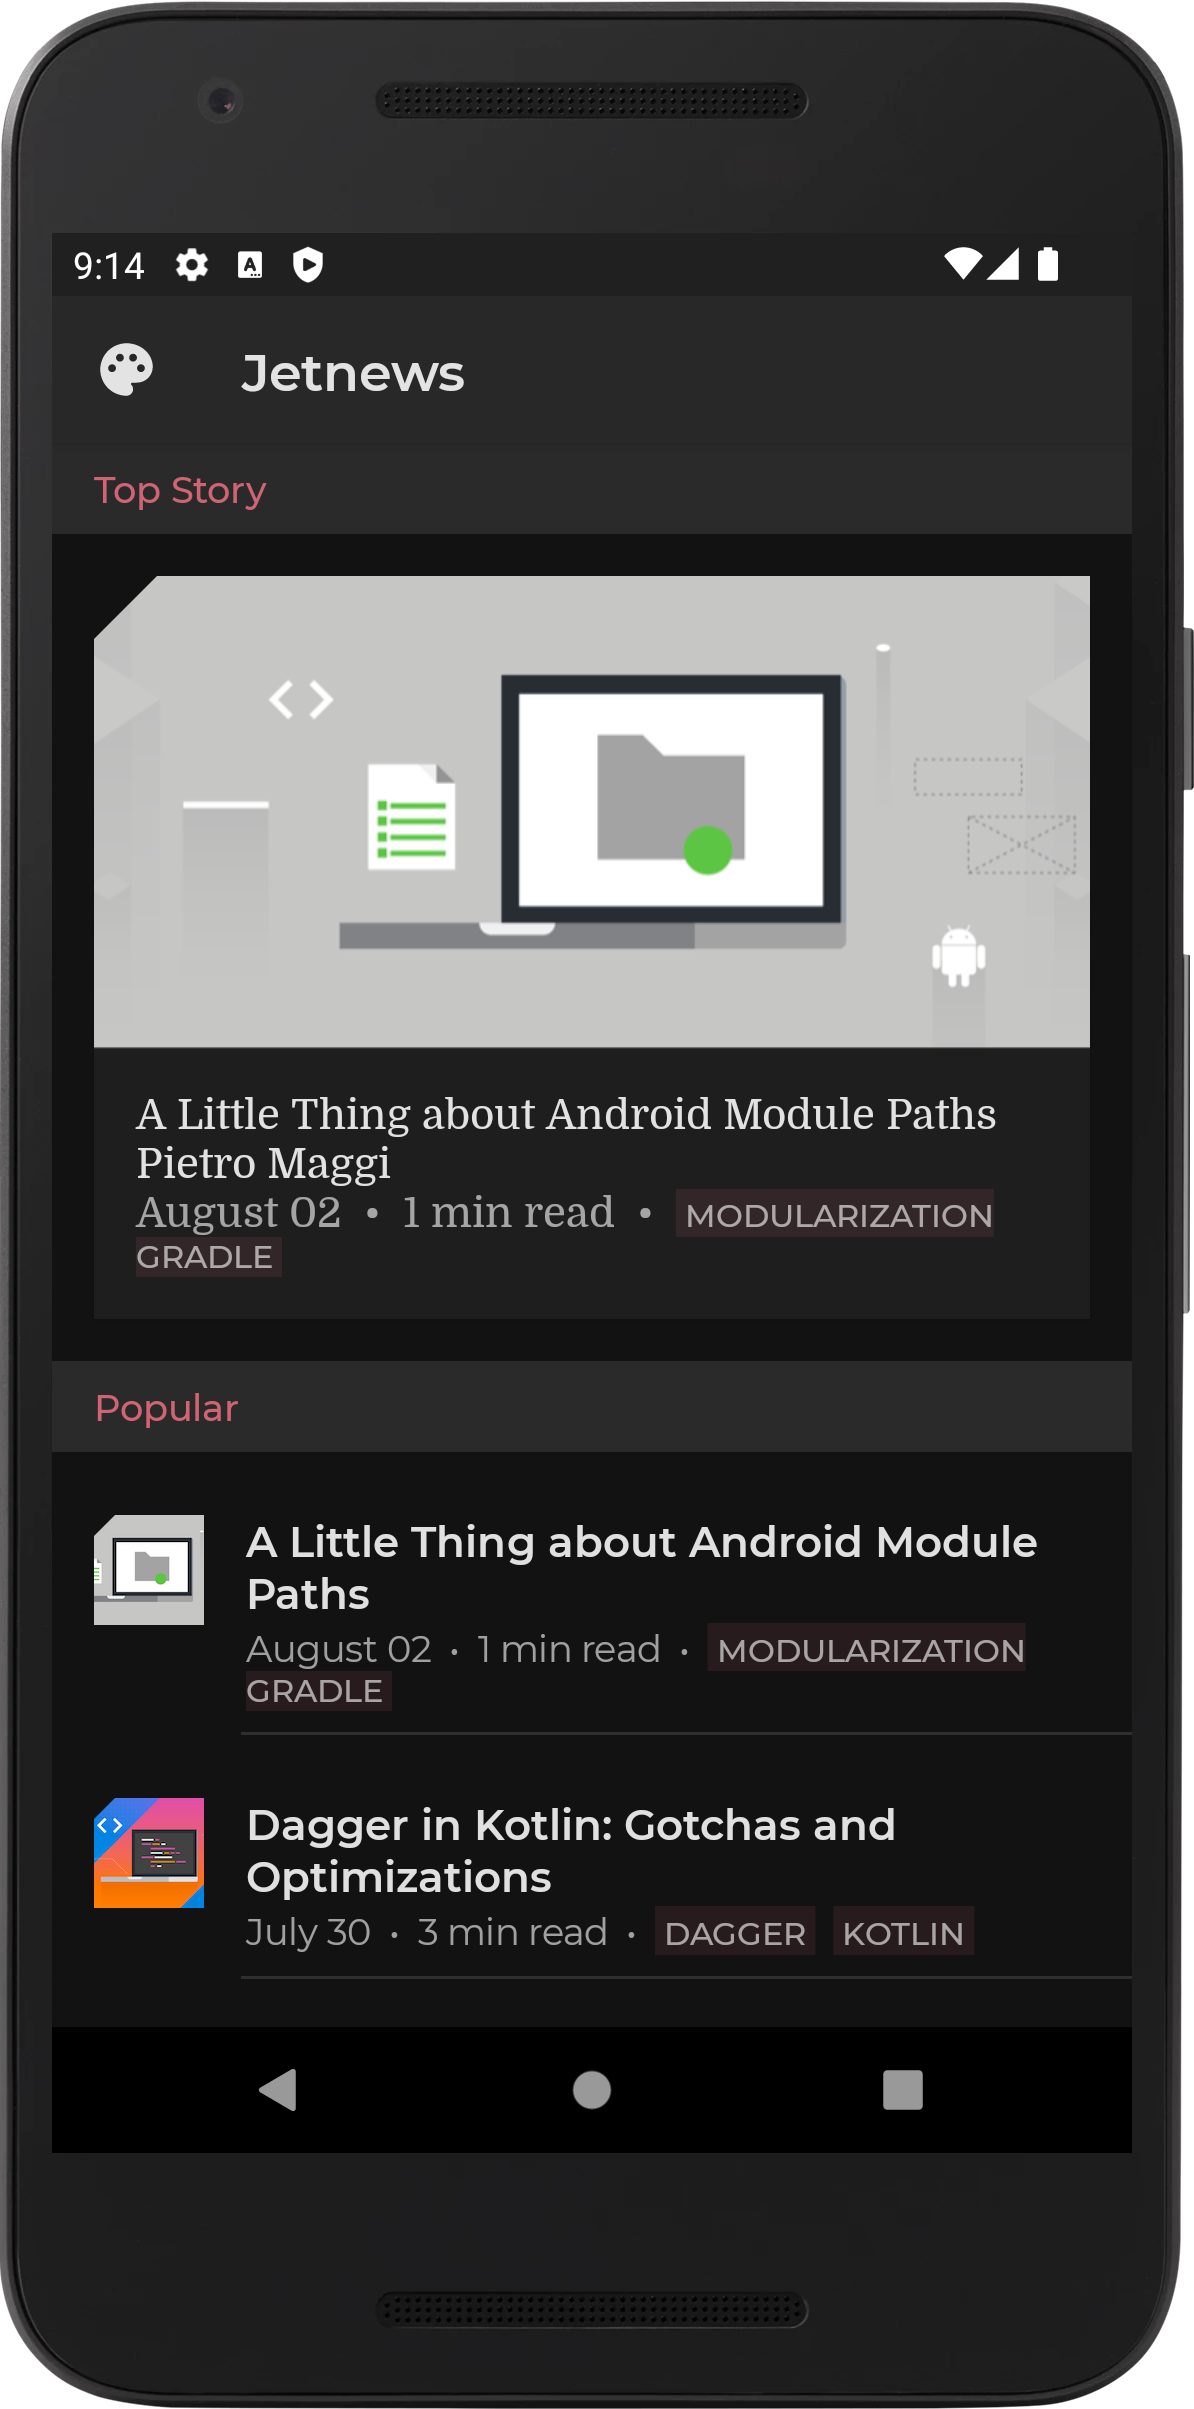 9:14
Jetnews
Top Story
A Little Thing about Android Module Paths
Pietro Maggi
August 02 • 1 min read • MODULARIZATION
GRADLE
Popular
A Little Thing about Android Module
Paths
August 02 • 1 min read • MODULARIZATION
GRADLE
Dagger in Kotlin: Gotchas and
Optimizations
July 30 • 3 min read • DAGGER KOTLIN